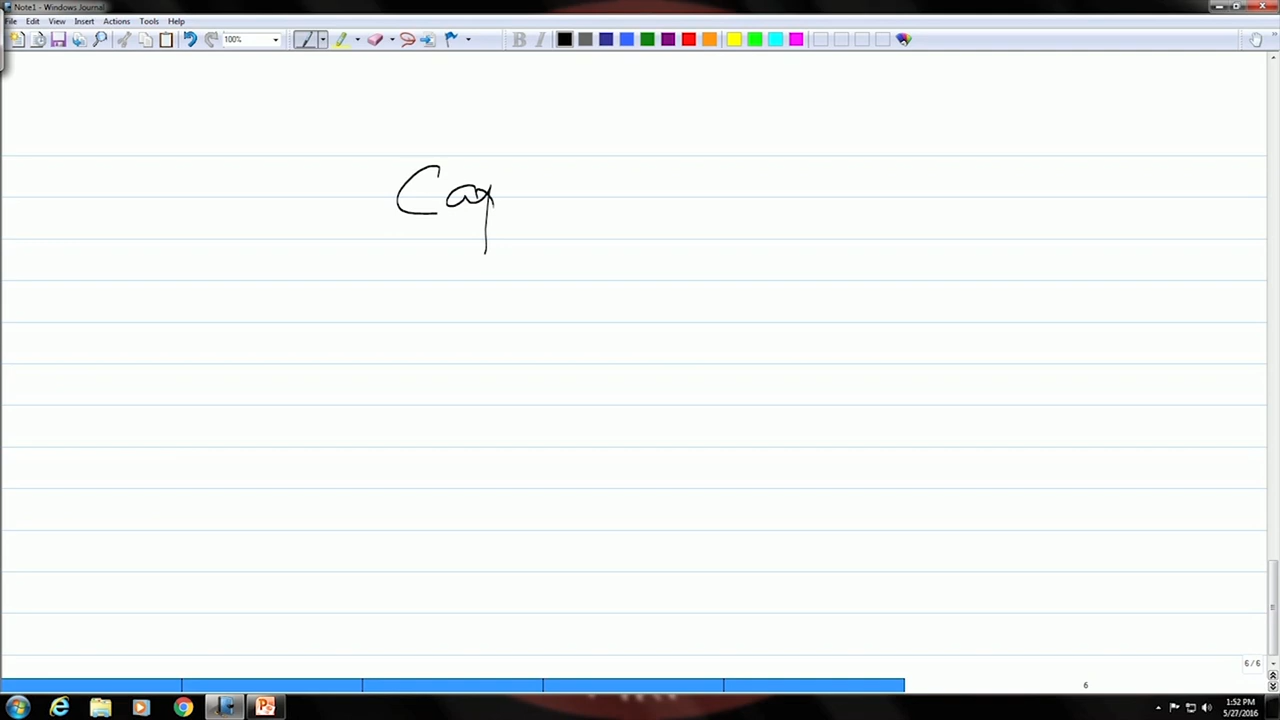 Note1 - Windows Journal
File Edit View Insert Actions Tools Help
100%
B I
Cap
6 / 6
6
1:52 PM
5/27/2016